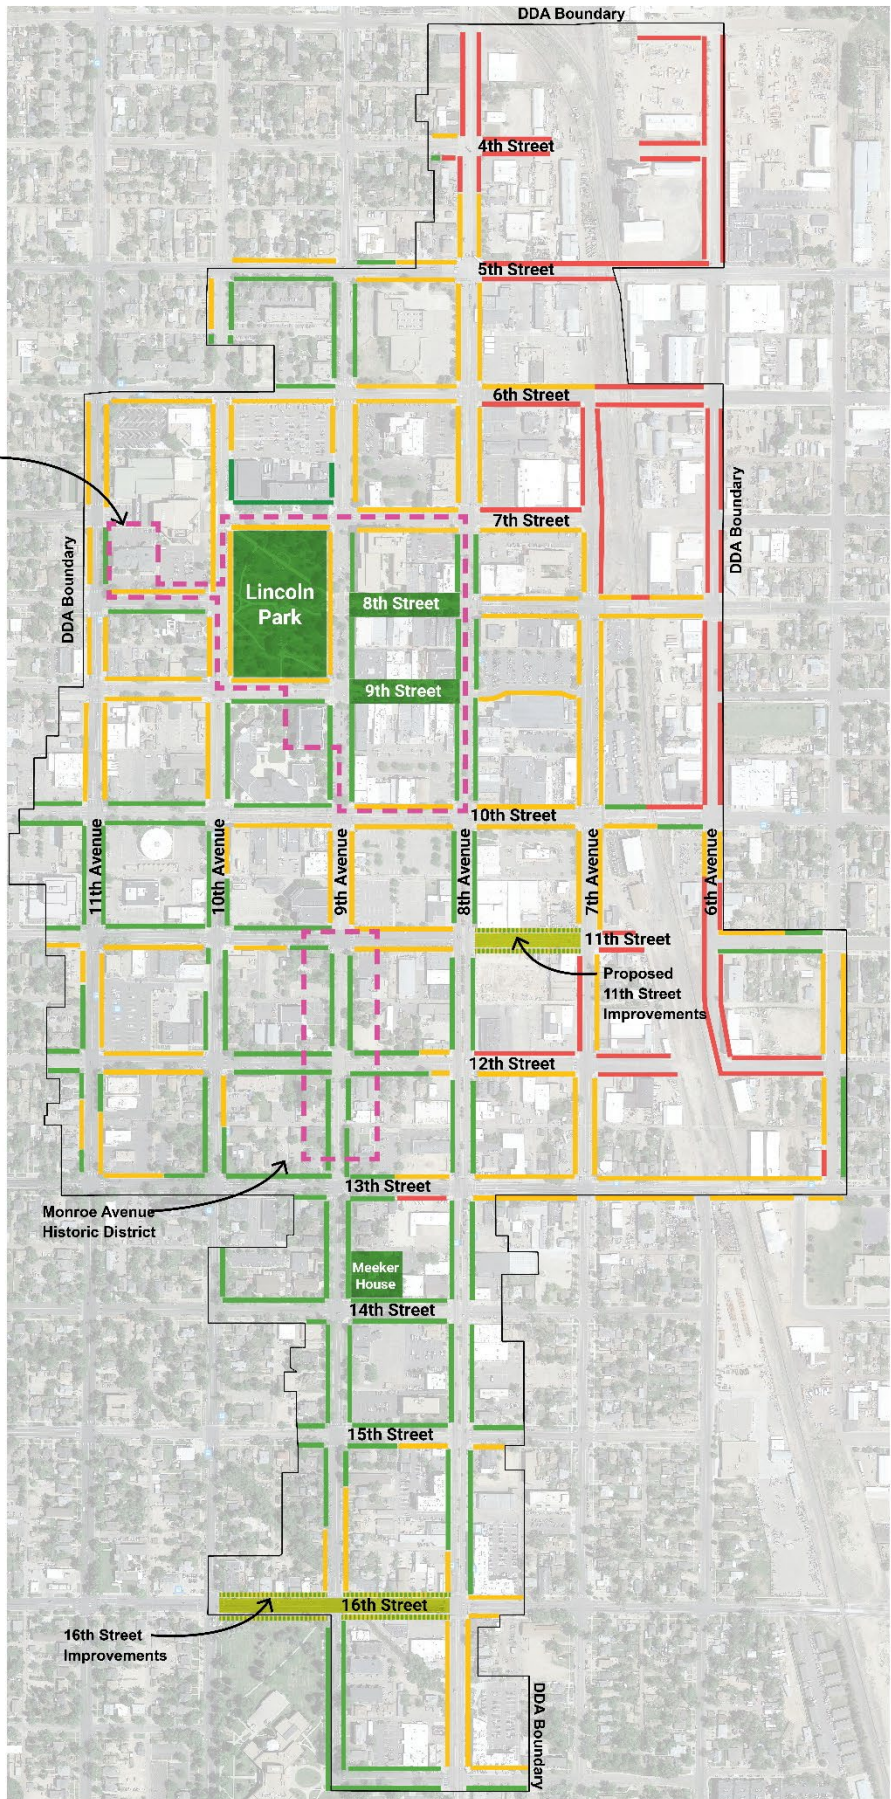 DDA Boundary
4th Street
5th Street
6th Street
7th Street
DDA Boundary
DDA Boundary
Lincoln
Park
8th Street
9th Street
10th Street
11th Avenue
10th Avenue
9th Avenue
8th Avenue
7th Avenue
6th Avenue
11th Street
Proposed
11th Street
Improvements
12th Street
13th Street
Monroe Avenue
Historic District
Meeker
House
14th Street
15th Street
16th Street
16th Street
Improvements
DDA Boundary